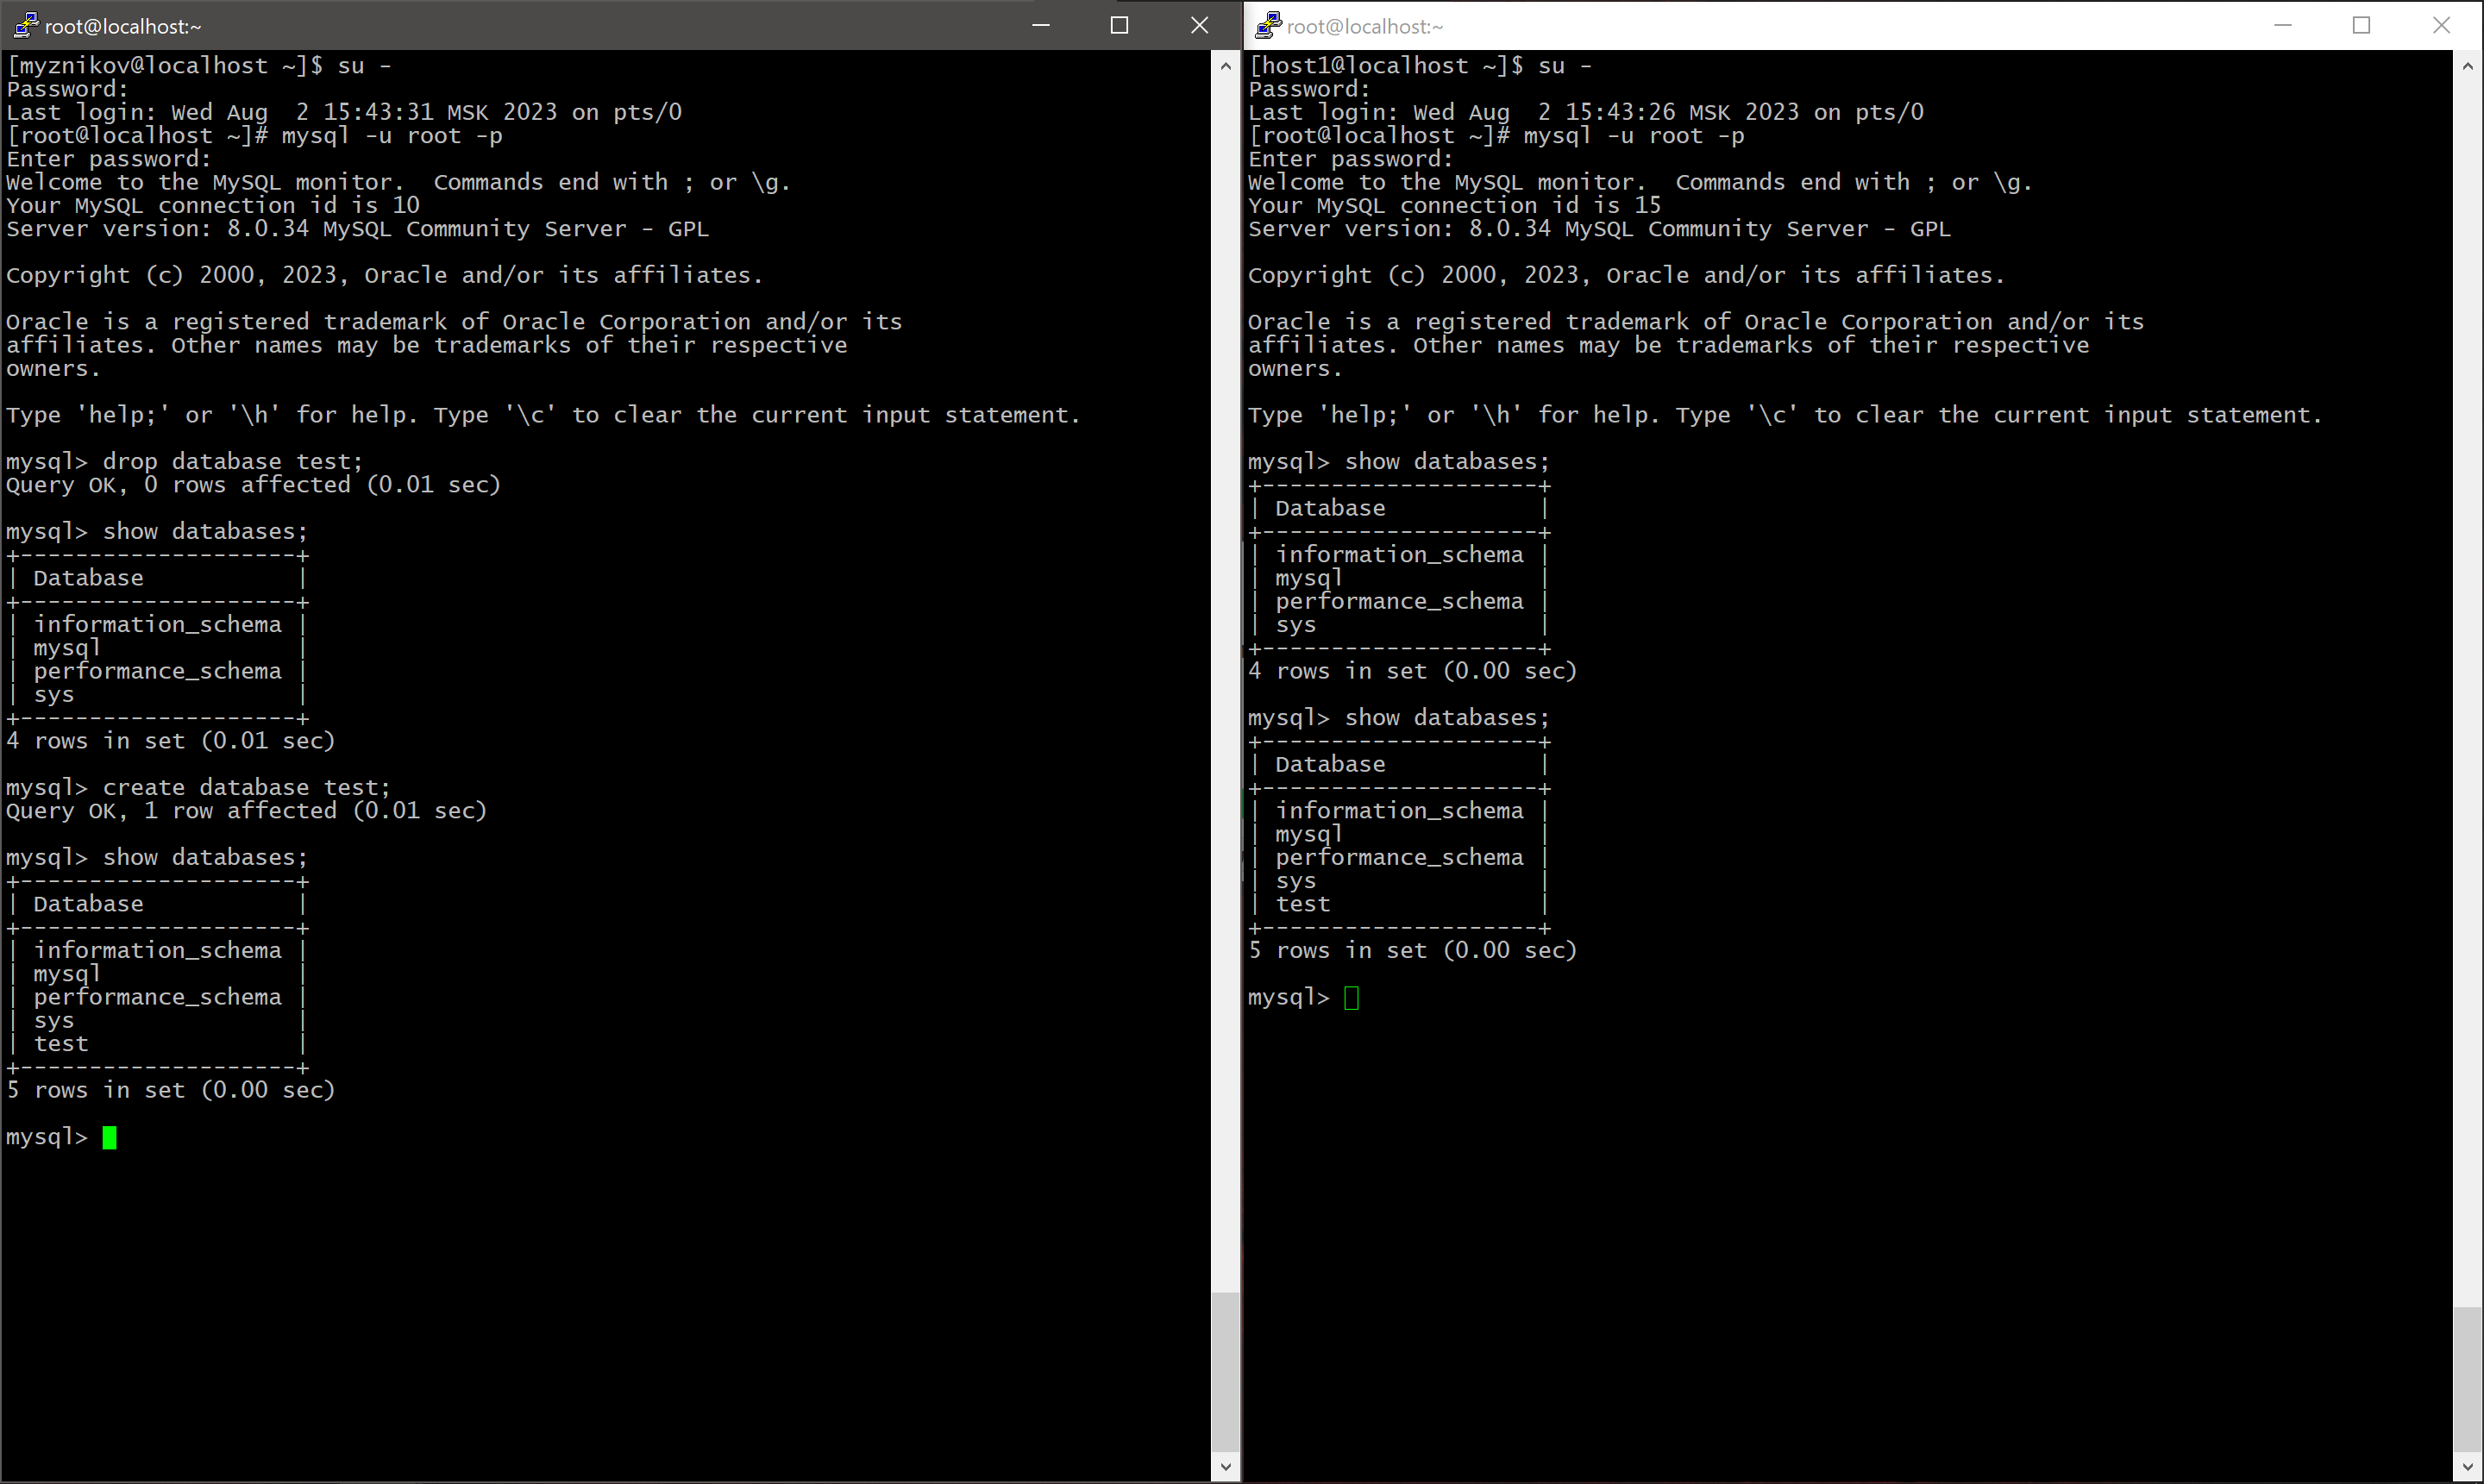 root@localhost:~
[myznikov@localhost ~]$ su -
Password:
Last login: Wed Aug  2 15:43:31 MSK 2023 on pts/0
[root@localhost ~]# mysql -u root -p
Enter password:
Welcome to the MySQL monitor.  Commands end with ; or \g.
Your MySQL connection id is 10
Server version: 8.0.34 MySQL Community Server - GPL

Copyright (c) 2000, 2023, Oracle and/or its affiliates.

Oracle is a registered trademark of Oracle Corporation and/or its
affiliates. Other names may be trademarks of their respective
owners.

Type 'help;' or '\h' for help. Type '\c' to clear the current input statement.

mysql> drop database test;
Query OK, 0 rows affected (0.01 sec)

mysql> show databases;
+--------------------+
| Database           |
+--------------------+
| information_schema |
| mysql              |
| performance_schema |
| sys                |
+--------------------+
4 rows in set (0.01 sec)

mysql> create database test;
Query OK, 1 row affected (0.01 sec)

mysql> show databases;
+--------------------+
| Database           |
+--------------------+
| information_schema |
| mysql              |
| performance_schema |
| sys                |
| test               |
+--------------------+
5 rows in set (0.00 sec)

mysql>
root@localhost:~
[host1@localhost ~]$ su -
Password:
Last login: Wed Aug  2 15:43:26 MSK 2023 on pts/0
[root@localhost ~]# mysql -u root -p
Enter password:
Welcome to the MySQL monitor.  Commands end with ; or \g.
Your MySQL connection id is 15
Server version: 8.0.34 MySQL Community Server - GPL

Copyright (c) 2000, 2023, Oracle and/or its affiliates.

Oracle is a registered trademark of Oracle Corporation and/or its
affiliates. Other names may be trademarks of their respective
owners.

Type 'help;' or '\h' for help. Type '\c' to clear the current input statement.

mysql> show databases;
+--------------------+
| Database           |
+--------------------+
| information_schema |
| mysql              |
| performance_schema |
| sys                |
+--------------------+
4 rows in set (0.00 sec)

mysql> show databases;
+--------------------+
| Database           |
+--------------------+
| information_schema |
| mysql              |
| performance_schema |
| sys                |
| test               |
+--------------------+
5 rows in set (0.00 sec)

mysql>